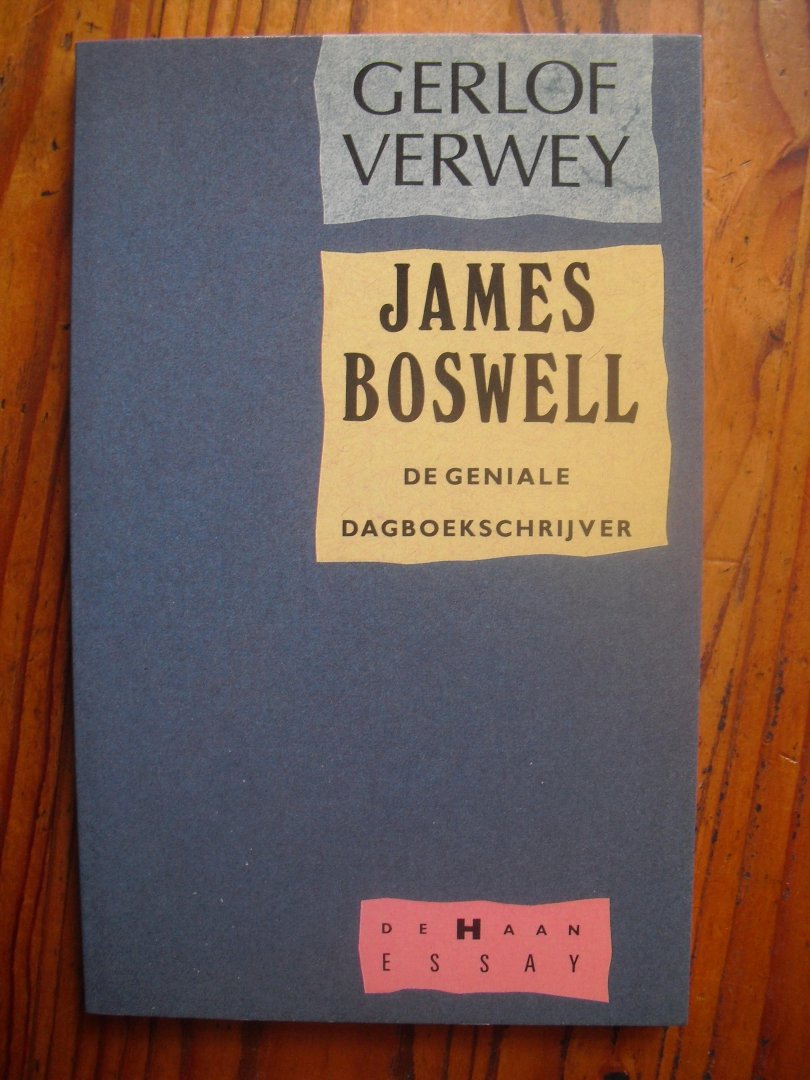 GERLOF
VERWEY
JAMES
BOSWELL
DE GENIALE
DAGBOEKSCHRIJVER
DE HAAN
ESSAY